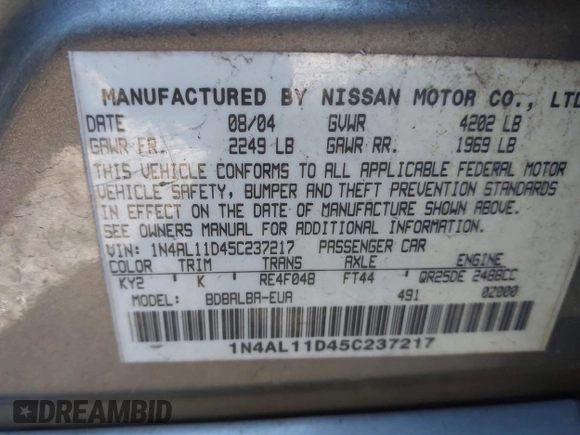 MANUFACTURED BY NISSAN MOTOR CO., LTD
DATE 08/04 GVWR 4202 LB
GAWR FR. 2249 LB GAWR RR. 1969 LB
THIS VEHICLE CONFORMS TO ALL APPLICABLE FEDERAL MOTOR
VEHICLE SAFETY, BUMPER AND THEFT PREVENTION STANDARDS
IN EFFECT ON THE DATE OF MANUFACTURE SHOWN ABOVE.
SEE OWNERS MANUAL FOR ADDITIONAL INFORMATION.
VIN: 1N4AL11D45C237217 PASSENGER CAR
COLOR TRIM TRANS AXLE ENGINE
KY2 K RE4F04B FT44 QR25DE 2488CC
MODEL: BDBALBA-EUA 491 0Z000
1N4AL11D45C237217
DREAMBID